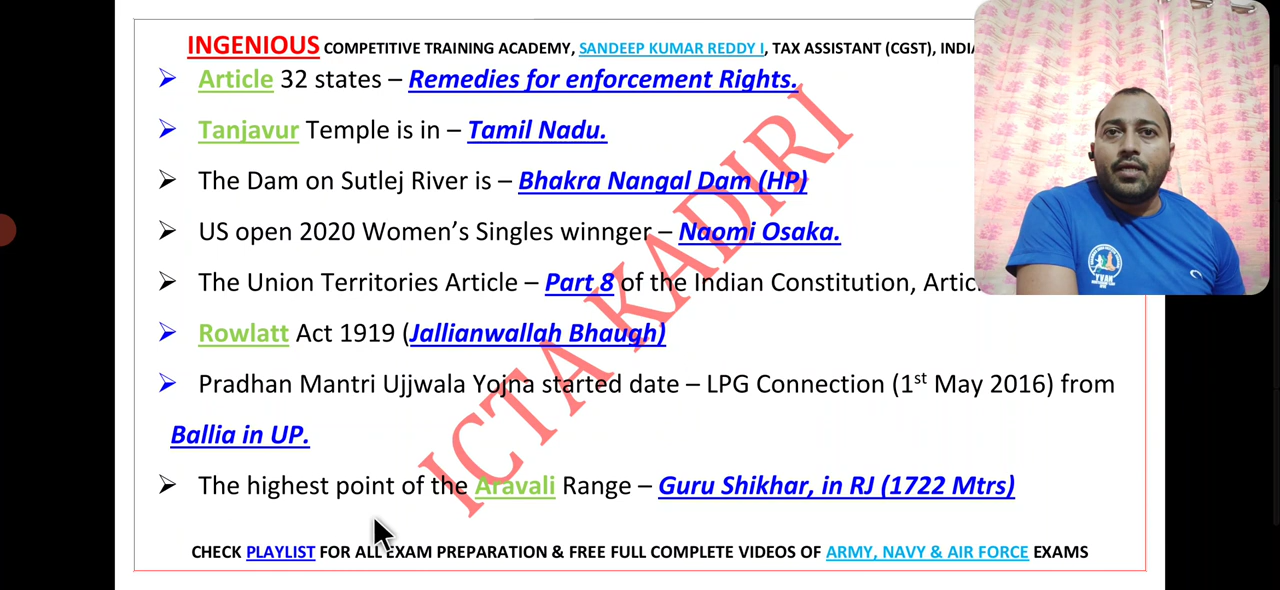 INGENIOUS COMPETITIVE TRAINING ACADEMY, SANDEEP KUMAR REDDY I, TAX ASSISTANT (CGST),
Article 32 states – Remedies for enforcement Rights.
Tanjavur Temple is in – Tamil Nadu.
The Dam on Sutlej River is – Bhakra Nangal Dam (HP)
US open 2020 Women's Singles winnger – Naomi Osaka.
The Union Territories Article – Part 8 of the Indian Constitution,
Rowlatt Act 1919 (Jallianwallah Bhaugh)
Pradhan Mantri Ujjwala Yojna started date – LPG Connection (1st May 2016) from
Ballia in UP.
The highest point of the Aravali Range – Guru Shikhar, in RJ (1722 Mtrs)
ICTA KADIRI
CHECK PLAYLIST FOR ALL EXAM PREPARATION & FREE FULL COMPLETE VIDEOS OF ARMY, NAVY & AIR FORCE EXAMS